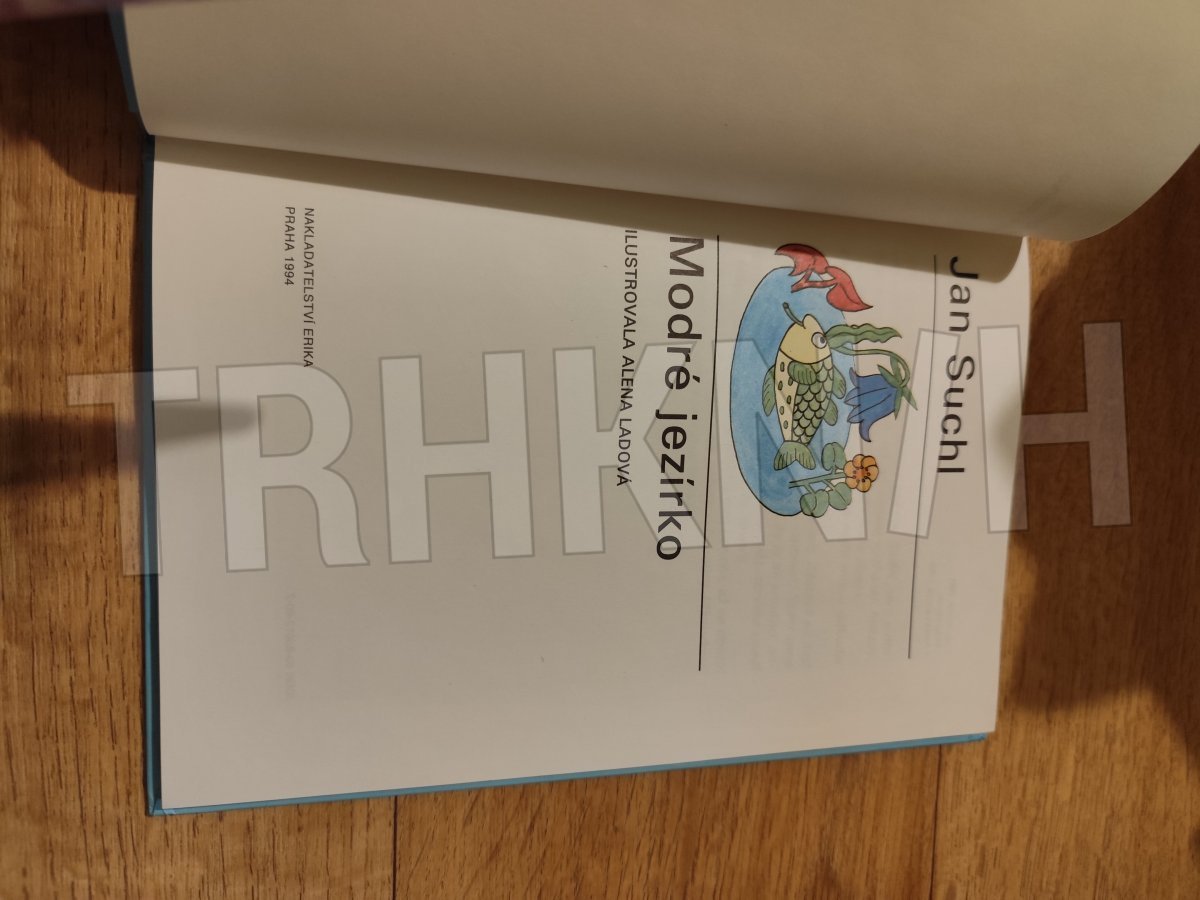 Jan Suchl
Modré jezírko
ILUSTROVALA ALENA LADOVÁ
NAKLADATELSTVÍ ERIKA
PRAHA 1994
TRHKNIH